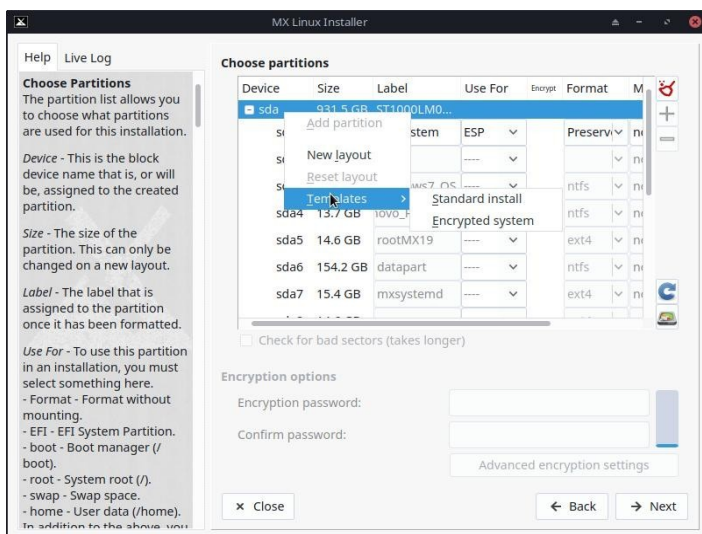 MX Linux Installer
Help Live Log
Choose Partitions
The partition list allows you
to choose what partitions
are used for this installation.
Device - This is the block
device name that is, or will
be, assigned to the created
partition.
Size - The size of the
partition. This can only be
changed on a new layout.
Label - The label that is
assigned to the partition
once it has been formatted.
Use For - To use this partition
in an installation, you must
select something here.
- Format - Format without
mounting.
- EFI - EFI System Partition.
- boot - Boot manager (/
boot).
- root - System root (/).
- swap - Swap space.
- home - User data (/home).
In addition to the above, you
Choose partitions
Device Size Label Use For Encrypt Format M
sda 931.5 GB ST1000LM0...
Add partition
stem ESP Preserv
New layout
---- 
Reset layout
ws7_OS ---- ntfs
Templates > Standard install
Encrypted system
sda4 13.7 GB ntfs
sda5 14.6 GB rootMX19 ---- ext4
sda6 154.2 GB datapart ---- ntfs
sda7 15.4 GB mxsystemd ---- ext4
Check for bad sectors (takes longer)
Encryption options
Encryption password:
Confirm password:
Advanced encryption settings
Close
Back
Next